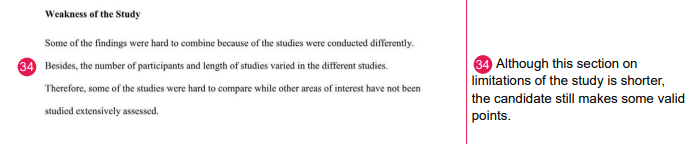 Weakness of the Study
Some of the findings were hard to combine because of the studies were conducted differently.
34 Besides, the number of participants and length of studies varied in the different studies.
Therefore, some of the studies were hard to compare while other areas of interest have not been
studied extensively assessed.
34 Although this section on
limitations of the study is shorter,
the candidate still makes some valid
points.